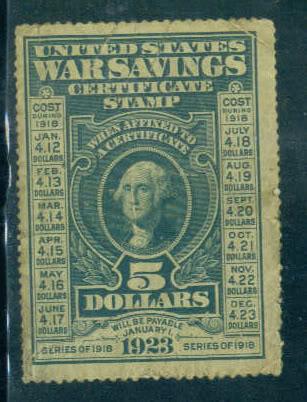 UNITED STATES
WAR SAVINGS
CERTIFICATE
STAMP
WHEN AFFIXED TO
A CERTIFICATE
COST
DURING
1918
JAN.
4.12
DOLLARS
FEB.
4.13
DOLLARS
MAR.
4.14
DOLLARS
APR.
4.15
DOLLARS
MAY
4.16
DOLLARS
JUNE
4.17
DOLLARS
COST
DURING
1918
JULY
4.18
DOLLARS
AUG.
4.19
DOLLARS
SEPT.
4.20
DOLLARS
OCT.
4.21
DOLLARS
NOV.
4.22
DOLLARS
DEC.
4.23
DOLLARS
5
DOLLARS
WILL BE PAYABLE
JANUARY 1,
1923
SERIES OF 1918
SERIES OF 1918